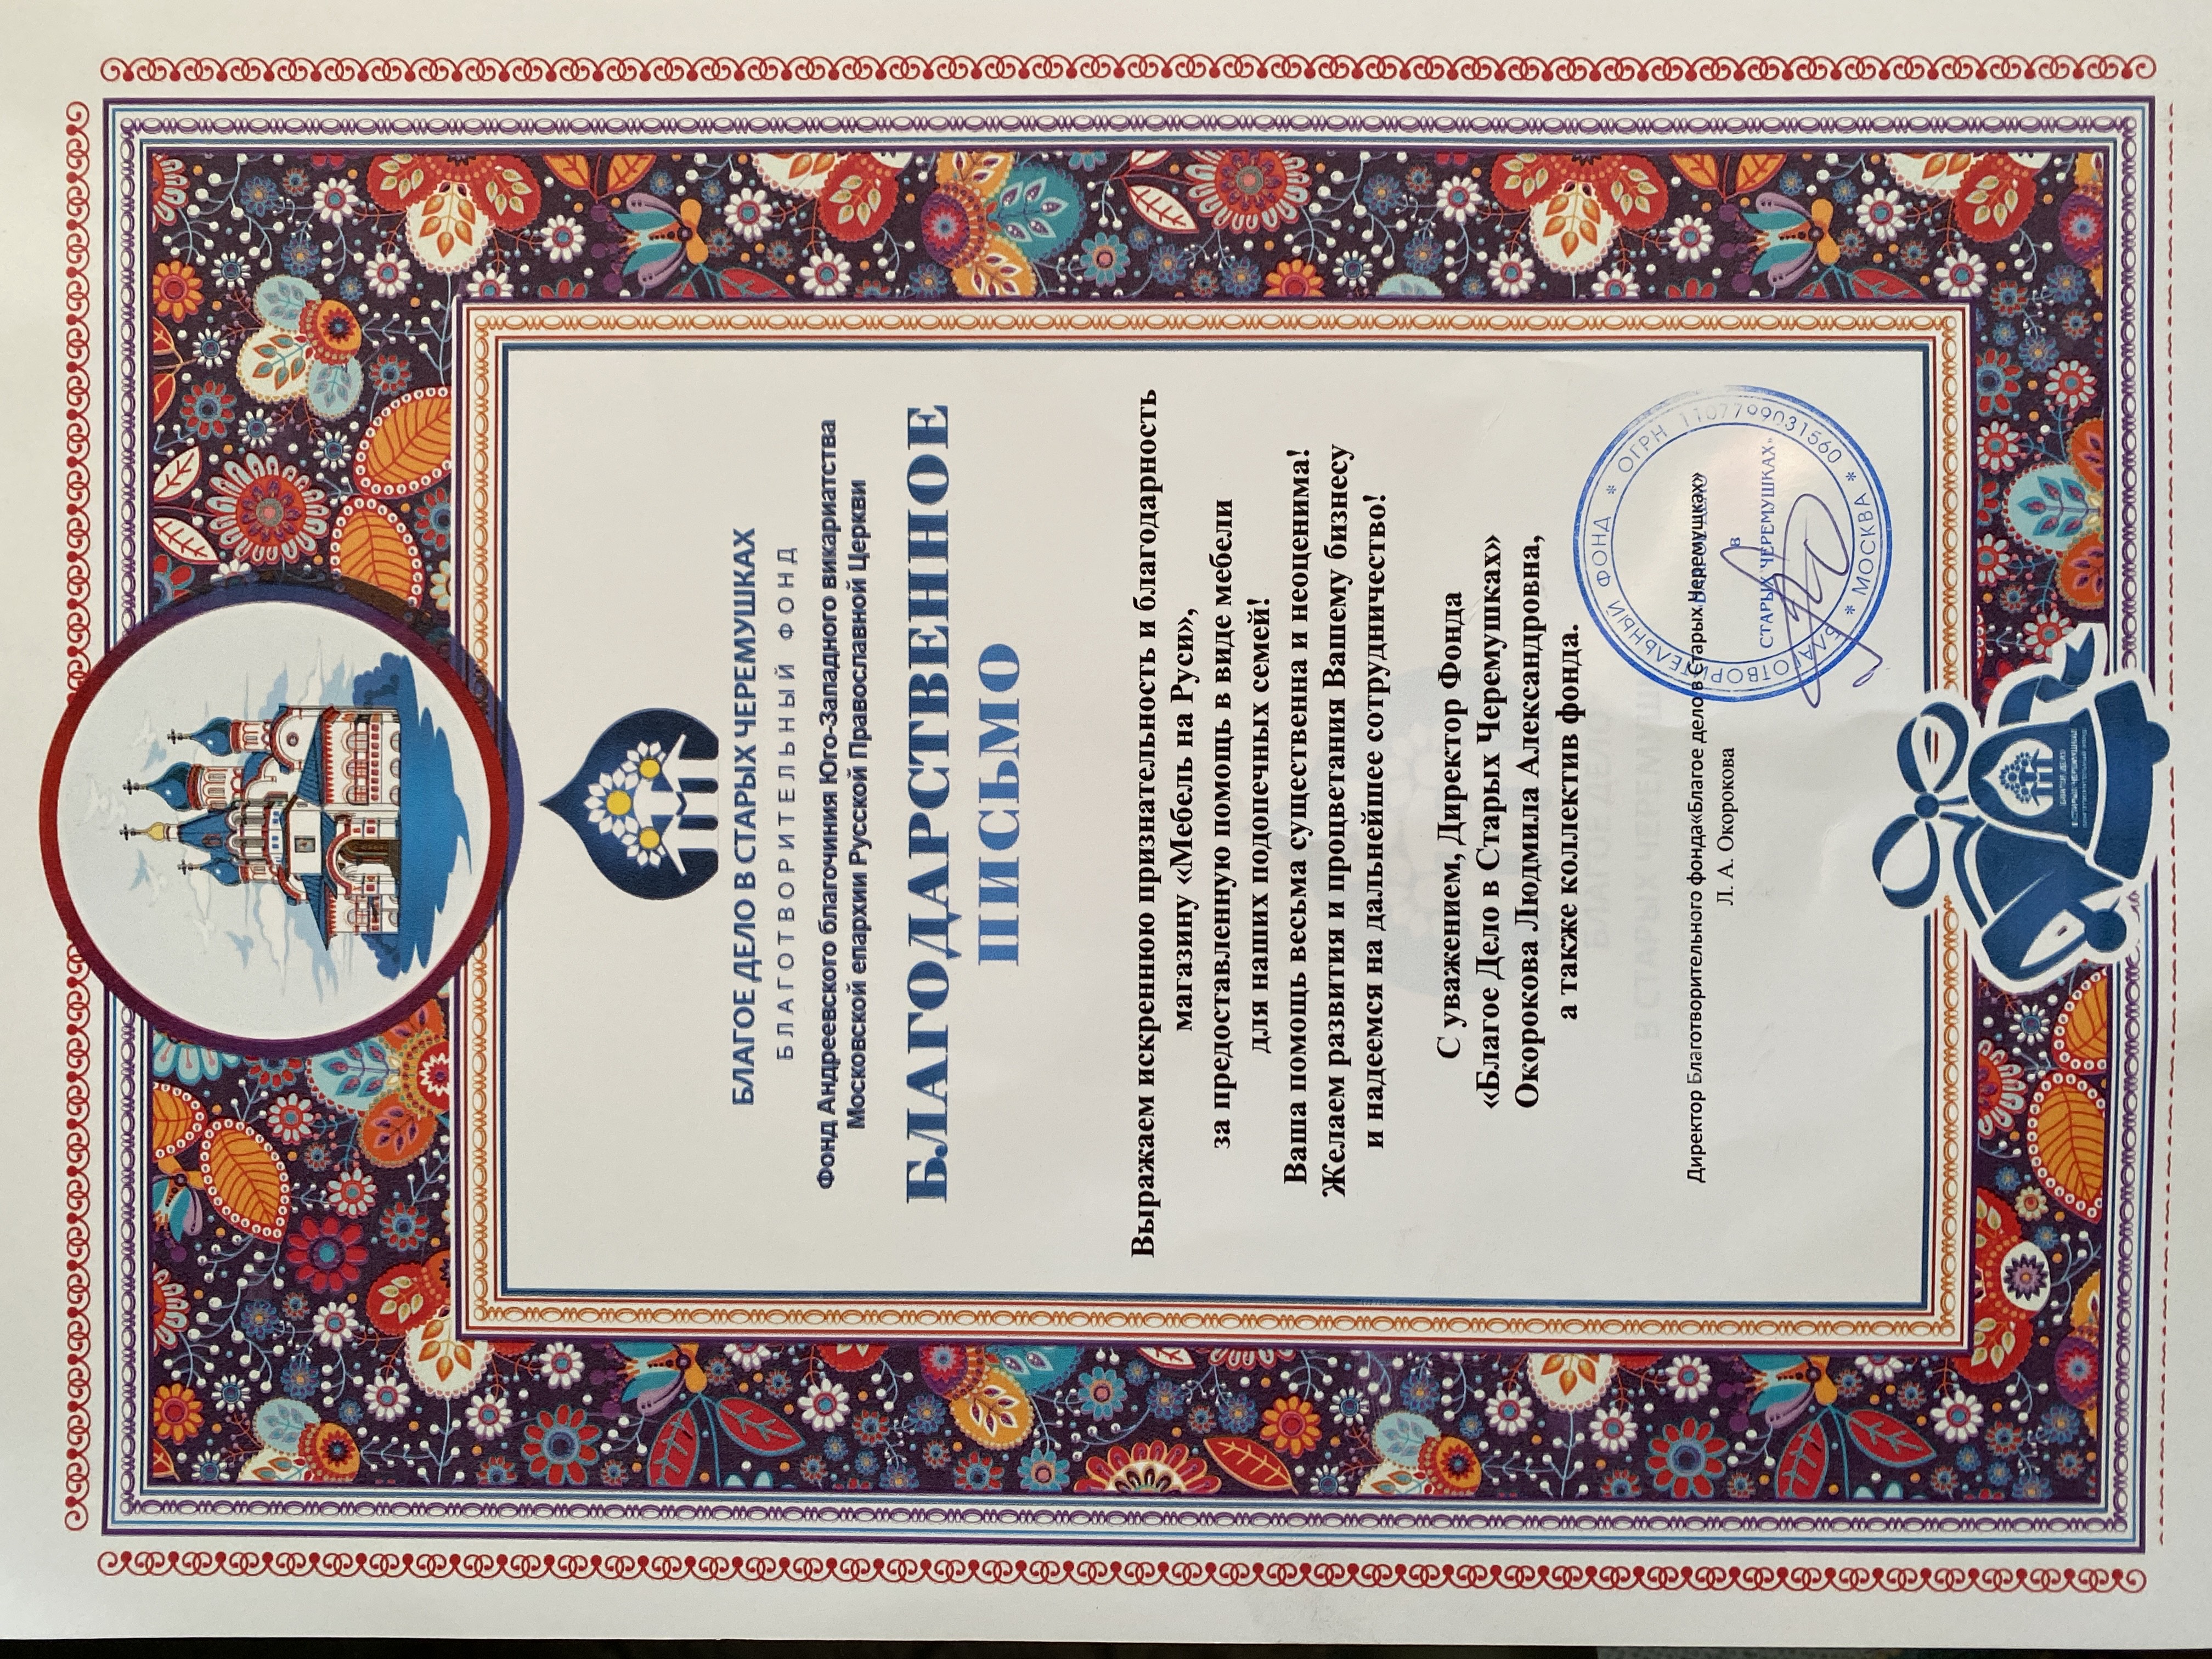 БЛАГОЕ ДЕЛО В СТАРЫХ ЧЕРЕМУШКАХ
БЛАГОТВОРИТЕЛЬНЫЙ ФОНД
Фонд Андреевского благочиния Юго-Западного викариатства
Московской епархии Русской Православной Церкви
БЛАГОДАРСТВЕННОЕ
ПИСЬМО
Выражаем искреннюю признательность и благодарность
магазину «Мебель на Руси»,
за предоставленную помощь в виде мебели
для наших подопечных семей!
Ваша помощь весьма существенна и неоценима!
Желаем развития и процветания Вашему бизнесу
и надеемся на дальнейшее сотрудничество!
С уважением, Директор Фонда
«Благое Дело в Старых Черемушках»
Окорокова Людмила Александровна,
а также коллектив фонда.
Директор Благотворительного фонда«Благое дело в Старых Черемушках»
Л. А. Окорокова
* БЛАГОТВОРИТЕЛЬНЫЙ ФОНД * ОГРН 1107799031560 * МОСКВА
В
СТАРЫХ ЧЕРЕМУШКАХ»